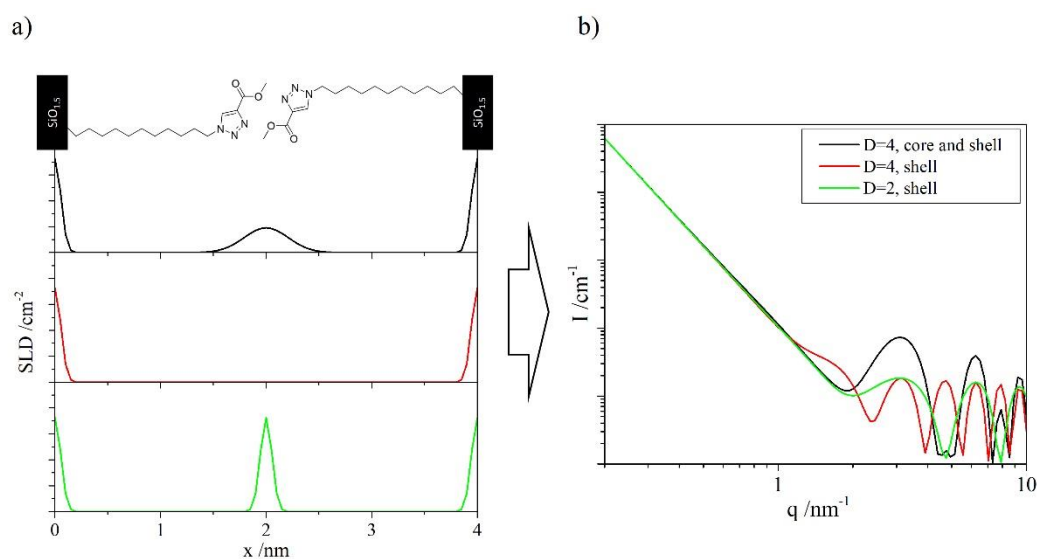 a)
b)
SiO1.5
SiO1.5
O
O
N
N
N
N
N
N
O
O
SLD /cm-2
0
1
2
3
4
x /nm
I /cm-1
D=4, core and shell
D=4, shell
D=2, shell
1
10
q /nm-1